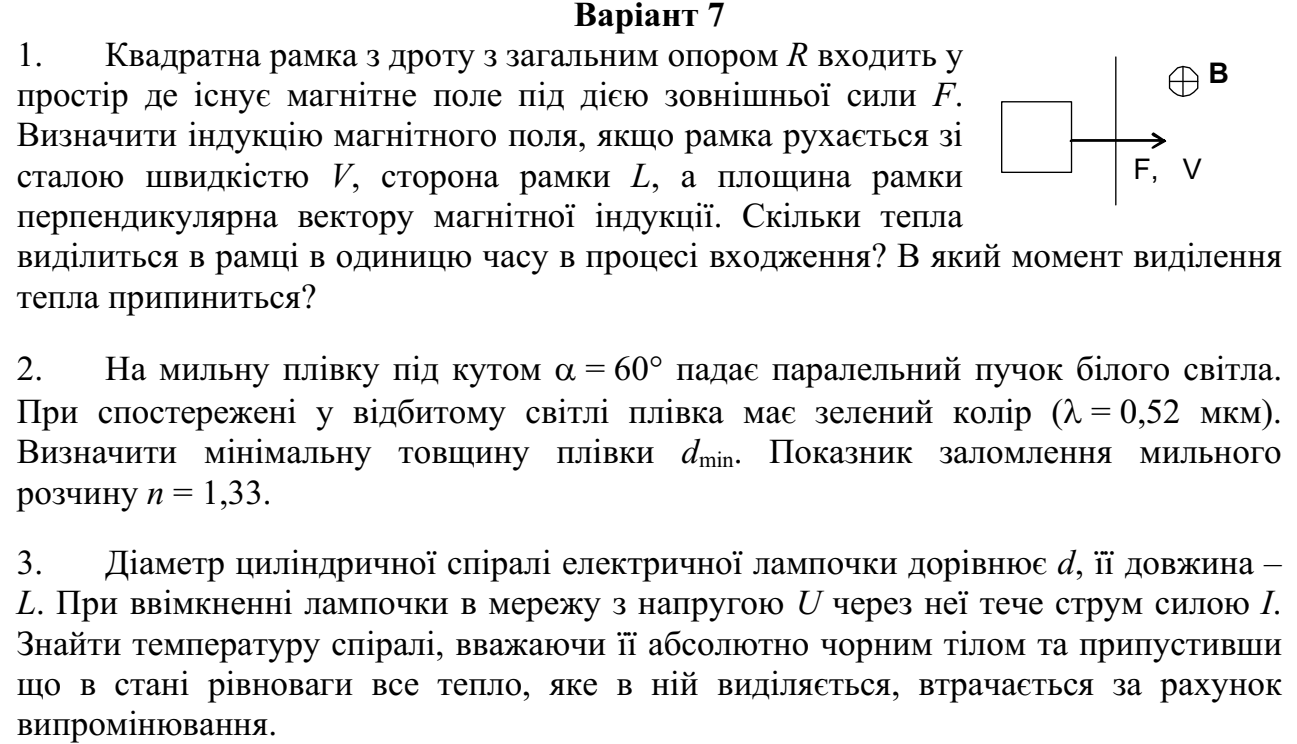 Варіант 7
1. Квадратна рамка з дроту з загальним опором R входить у
простір де існує магнітне поле під дією зовнішньої сили F.
Визначити індукцію магнітного поля, якщо рамка рухається зі
сталою швидкістю V, сторона рамки L, а площина рамки
перпендикулярна вектору магнітної індукції. Скільки тепла
виділиться в рамці в одиницю часу в процесі входження? В який момент виділення
тепла припиниться?
B
F, V
2. На мильну плівку під кутом α = 60° падає паралельний пучок білого світла.
При спостережені у відбитому світлі плівка має зелений колір (λ = 0,52 мкм).
Визначити мінімальну товщину плівки dmin. Показник заломлення мильного
розчину n = 1,33.
3. Діаметр циліндричної спіралі електричної лампочки дорівнює d, її довжина –
L. При ввімкненні лампочки в мережу з напругою U через неї тече струм силою I.
Знайти температуру спіралі, вважаючи її абсолютно чорним тілом та припустивши
що в стані рівноваги все тепло, яке в ній виділяється, втрачається за рахунок
випромінювання.